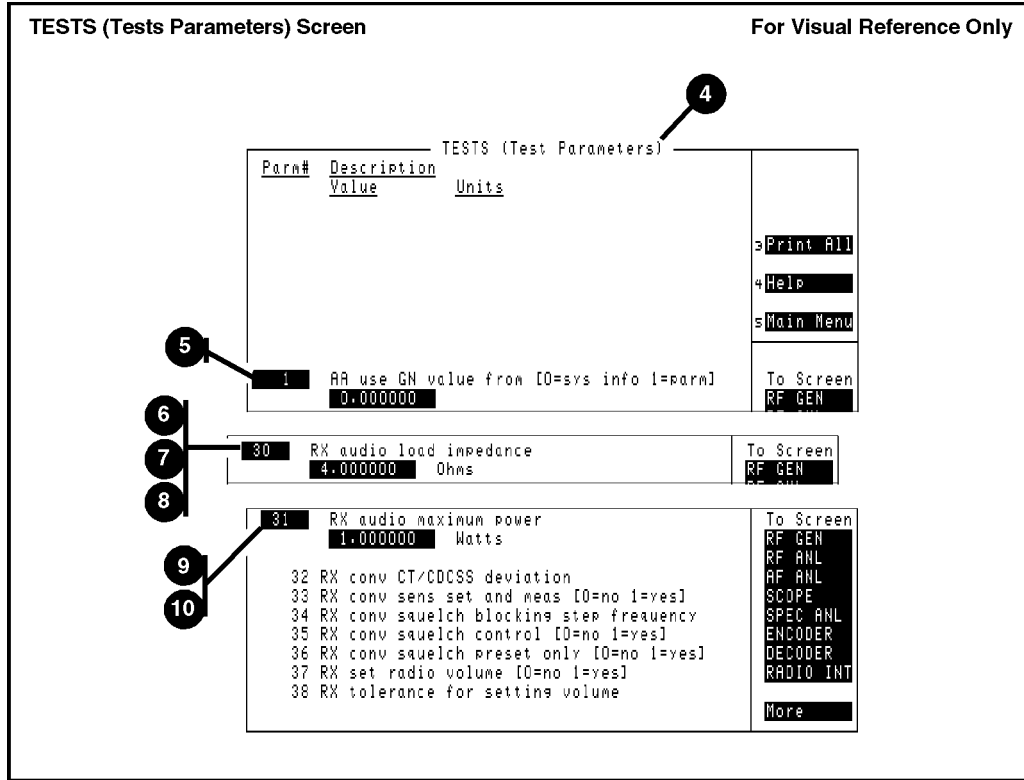 TESTS (Tests Parameters) Screen
For Visual Reference Only
4
TESTS (Test Parameters)
Parm# Description
Value Units
3 Print All
4 Help
5 Main Menu
5
1 AA use GN value from [0=sys info 1=parm]
0.000000
To Screen
RF GEN
6
7
8
30 RX audio load impedance
4.000000 Ohms
To Screen
RF GEN
9
10
31 RX audio maximum power
1.000000 Watts
32 RX conv CT/CDCSS deviation
33 RX conv sens set and meas [0=no 1=yes]
34 RX conv squelch blocking step frequency
35 RX conv squelch control [0=no 1=yes]
36 RX conv squelch preset only [0=no 1=yes]
37 RX set radio volume [0=no 1=yes]
38 RX tolerance for setting volume
To Screen
RF GEN
RF ANL
AF ANL
SCOPE
SPEC ANL
ENCODER
DECODER
RADIO INT
More